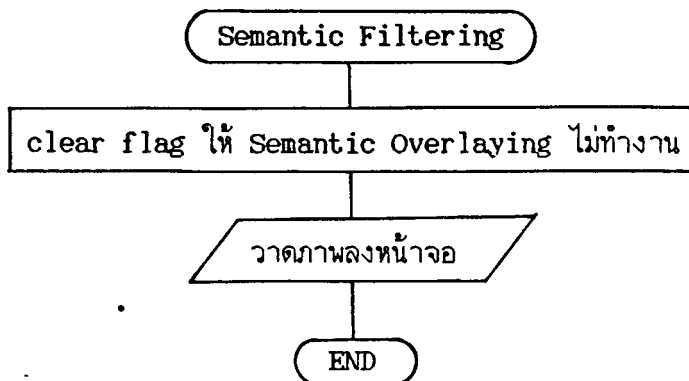 Semantic Filtering
clear flag ให้ Semantic Overlaying ไม่ทำงาน
วาดภาพลงหน้าจอ
END